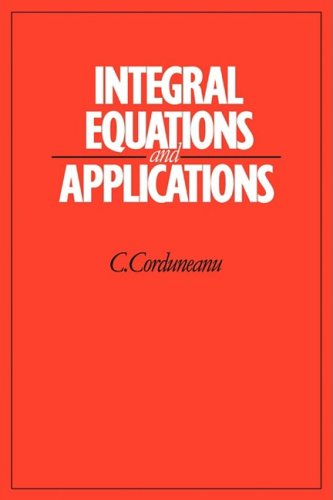 INTEGRAL
EQUATIONS
and
APPLICATIONS
C. Corduneanu